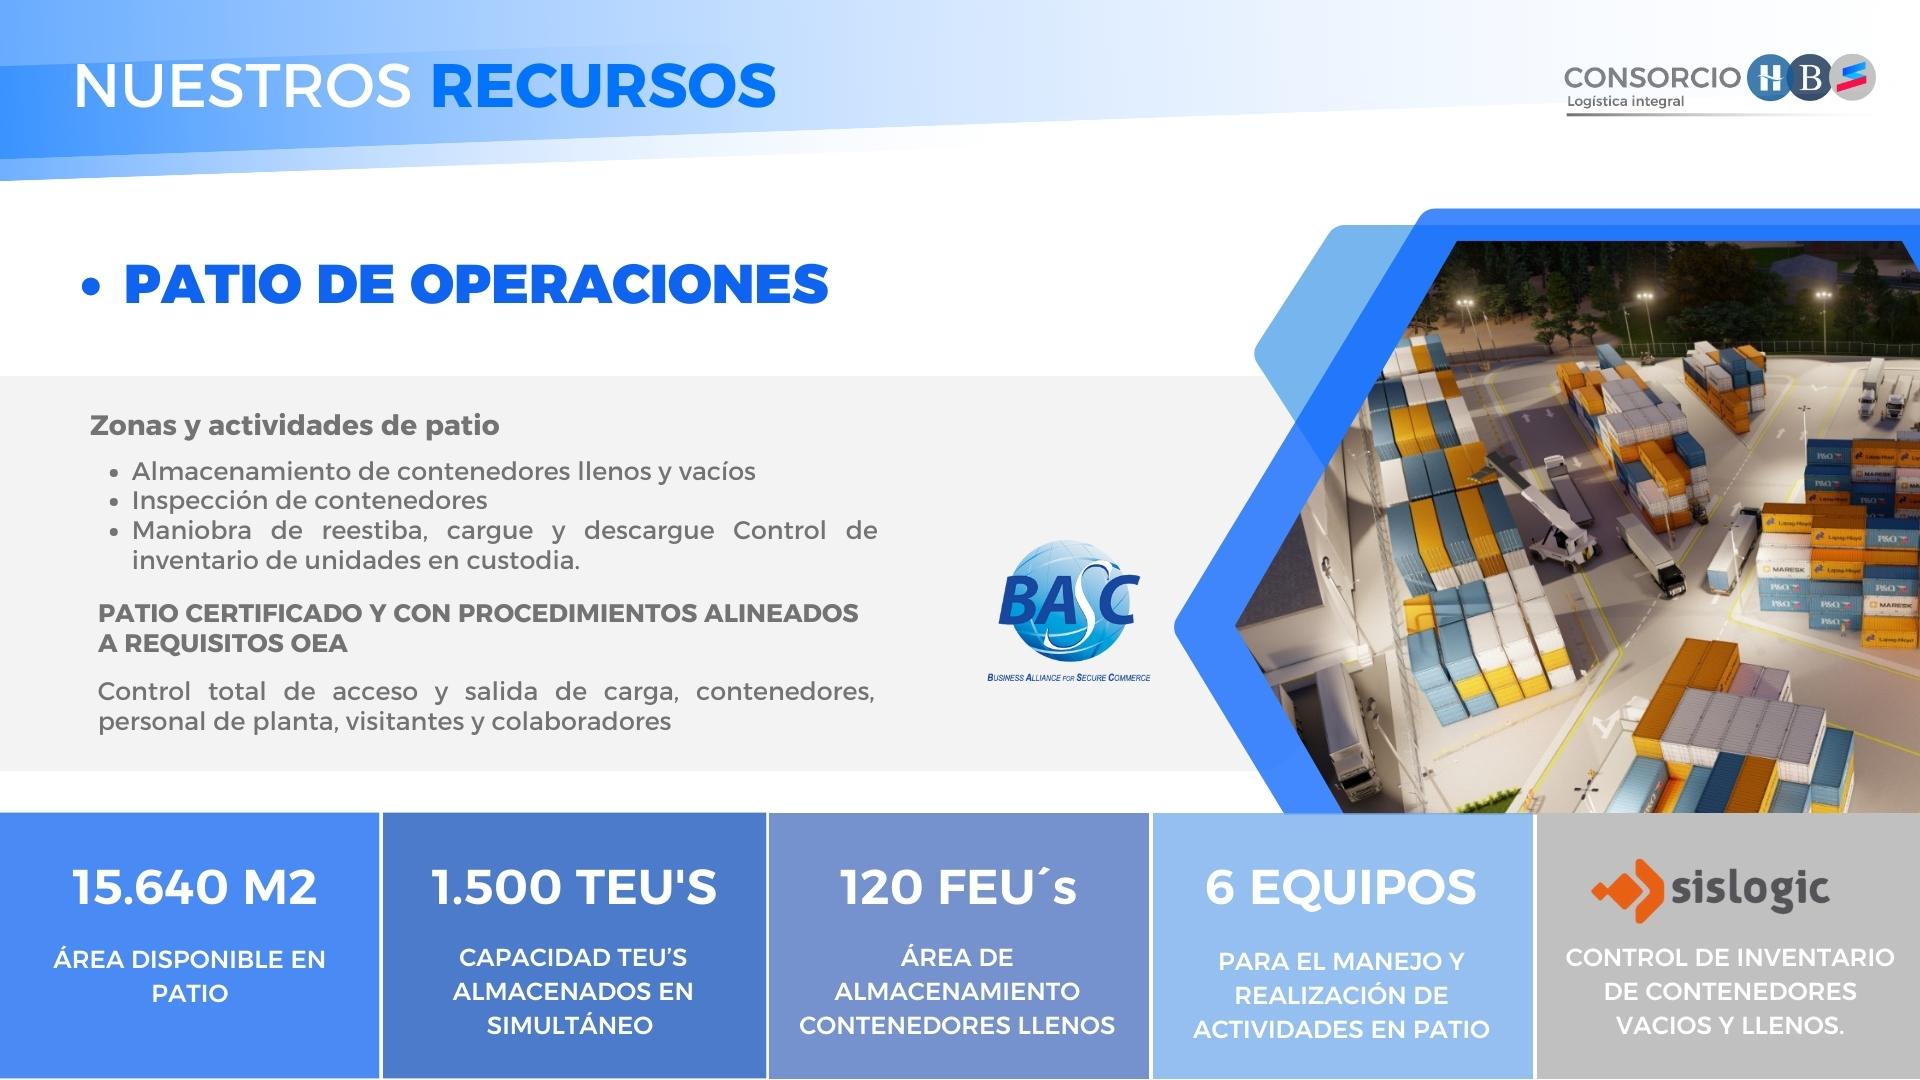 NUESTROS RECURSOS
CONSORCIO HBS
Logística integral
• PATIO DE OPERACIONES
Zonas y actividades de patio
• Almacenamiento de contenedores llenos y vacíos
• Inspección de contenedores
• Maniobra de reestiba, cargue y descargue Control de
inventario de unidades en custodia.
PATIO CERTIFICADO Y CON PROCEDIMIENTOS ALINEADOS
A REQUISITOS OEA
Control total de acceso y salida de carga, contenedores,
personal de planta, visitantes y colaboradores
BASC
BUSINESS ALLIANCE FOR SECURE COMMERCE
P&O
MARESK
Hapag-Lloyd
15.640 M2
ÁREA DISPONIBLE EN
PATIO
1.500 TEU'S
CAPACIDAD TEU’S
ALMACENADOS EN
SIMULTÁNEO
120 FEU´s
ÁREA DE
ALMACENAMIENTO
CONTENEDORES LLENOS
6 EQUIPOS
PARA EL MANEJO Y
REALIZACIÓN DE
ACTIVIDADES EN PATIO
sislogic
CONTROL DE INVENTARIO
DE CONTENEDORES
VACIOS Y LLENOS.